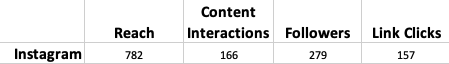 Reach Content Interactions Followers Link Clicks
Instagram 782 166 279 157